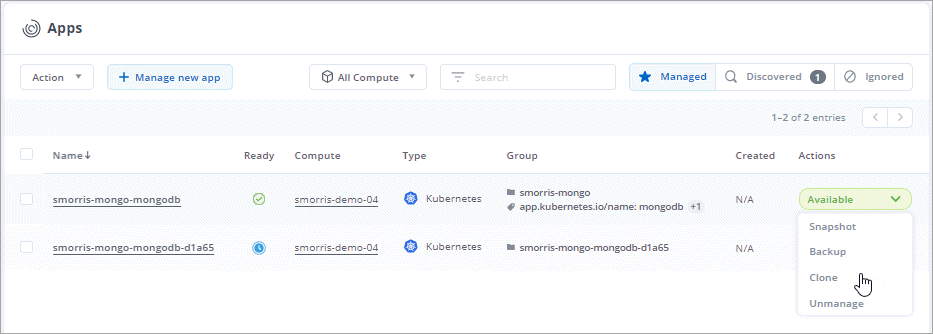 Apps
Action + Manage new app All Compute Search Managed Discovered 1 Ignored
1–2 of 2 entries
Name Ready Compute Type Group Created Actions
smorris-mongo-mongodb smorris-demo-04 Kubernetes smorris-mongo N/A Available
app.kubernetes.io/name: mongodb +1
Snapshot
smorris-mongo-mongodb-d1a65 smorris-demo-04 Kubernetes smorris-mongo-mongodb-d1a65 N/A Backup
Clone
Unmanage